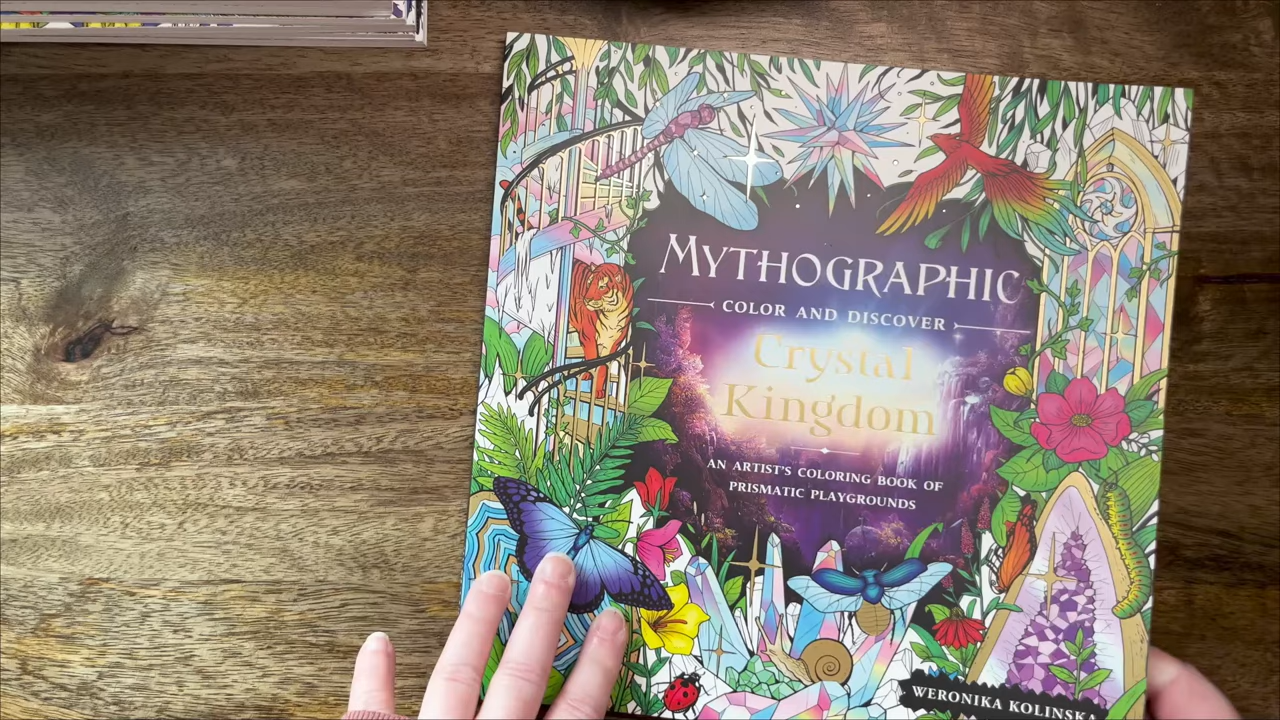 MYTHOGRAPHIC
COLOR AND DISCOVER
Crystal
Kingdom
AN ARTIST'S COLORING BOOK OF
PRISMATIC PLAYGROUNDS
WERONIKA KOLINSKA